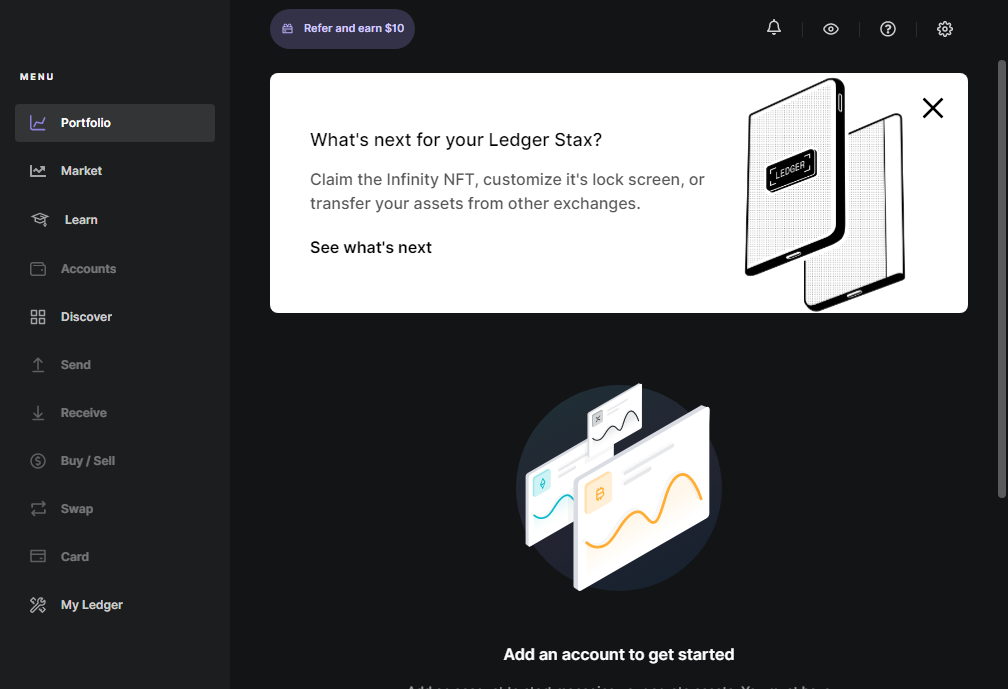 Refer and earn $10
MENU
Portfolio
Market
Learn
Accounts
Discover
Send
Receive
Buy / Sell
Swap
Card
My Ledger
What's next for your Ledger Stax?
Claim the Infinity NFT, customize it's lock screen, or
transfer your assets from other exchanges.
See what's next
LEDGER
Add an account to get started